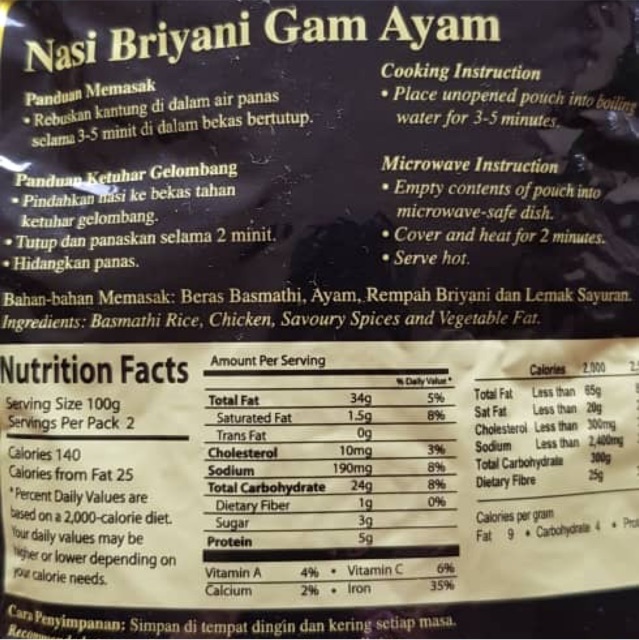 Nasi Briyani Gam Ayam
Panduan Memasak
• Rebuskan kantung di dalam air panas
selama 3-5 minit di dalam bekas bertutup.
Panduan Ketuhar Gelombang
• Pindahkan nasi ke bekas tahan
ketuhar gelombang.
• Tutup dan panaskan selama 2 minit.
• Hidangkan panas.
Cooking Instruction
• Place unopened pouch into boiling
water for 3-5 minutes.
Microwave Instruction
• Empty contents of pouch into
microwave-safe dish.
• Cover and heat for 2 minutes.
• Serve hot.
Bahan-bahan Memasak: Beras Basmathi, Ayam, Rempah Briyani dan Lemak Sayuran.
Ingredients: Basmathi Rice, Chicken, Savoury Spices and Vegetable Fat.
Nutrition Facts
Serving Size 100g
Servings Per Pack 2
Calories 140
Calories from Fat 25
*Percent Daily Values are
based on a 2,000-calorie diet.
Your daily values may be
higher or lower depending on
your calorie needs.
Amount Per Serving
% Daily Value*
Total Fat 34g 5%
Saturated Fat 1.5g 8%
Trans Fat 0g
Cholesterol 10mg 3%
Sodium 190mg 8%
Total Carbohydrate 24g 8%
Dietary Fiber 1g 0%
Sugar 3g
Protein 5g
Vitamin A 4% • Vitamin C 6%
Calcium 2% • Iron 35%
Calories 2,000
Total Fat Less than 65g
Sat Fat Less than 20g
Cholesterol Less than 300mg
Sodium Less than 2,400mg
Total Carbohydrate 300g
Dietary Fibre 25g
Calories per gram
Fat 9 • Carbohydrate 4 •
Cara Penyimpanan: Simpan di tempat dingin dan kering setiap masa.